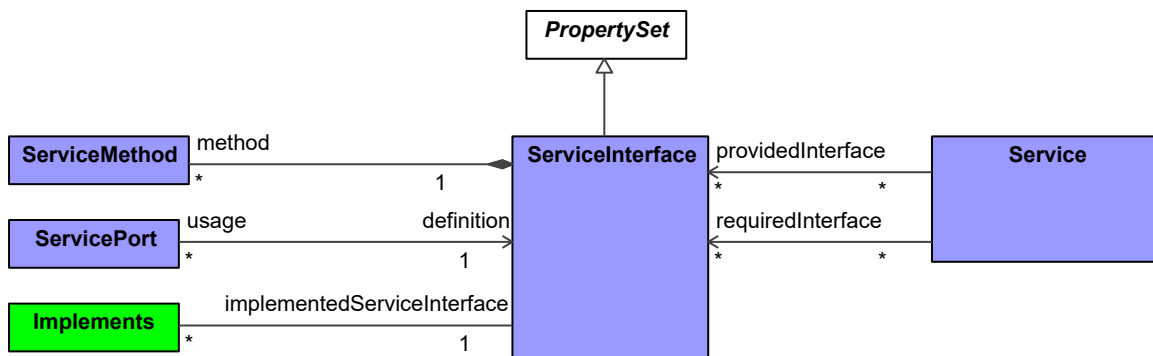 PropertySet
ServiceMethod
method
*
1
ServiceInterface
providedInterface
*
*
Service
ServicePort
usage
definition
*
1
requiredInterface
*
*
Implements
implementedServiceInterface
*
1